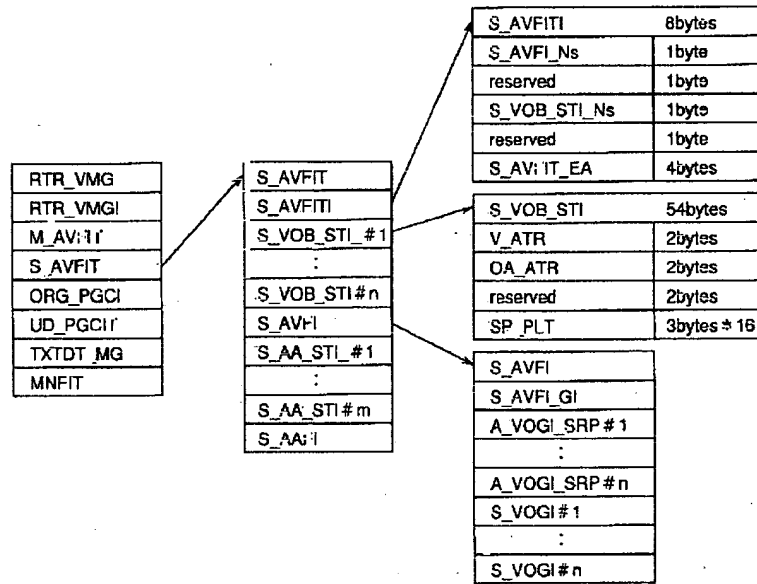 RTR_VMG
RTR_VMGI
S_AVFIT
ORG_PGCI
TXTDT_MG
MNFIT
S_AVFIT
S_AVFITI
S_VOB_STI_#1
:
S_VOB_STI#n
S_AVFI
S_AA_STI_#1
:
S_AA_STI#m
S_AVFITI 8bytes
S_AVFI_Ns 1byte
reserved 1byte
S_VOB_STI_Ns 1byte
reserved 1byte
4bytes
S_VOB_STI 54bytes
V_ATR 2bytes
OA_ATR 2bytes
reserved 2bytes
SP_PLT 3bytes*16
S_AVFI
S_AVFI_GI
A_VOGI_SRP#1
:
A_VOGI_SRP#n
S_VOGI#1
:
S_VOGI#n